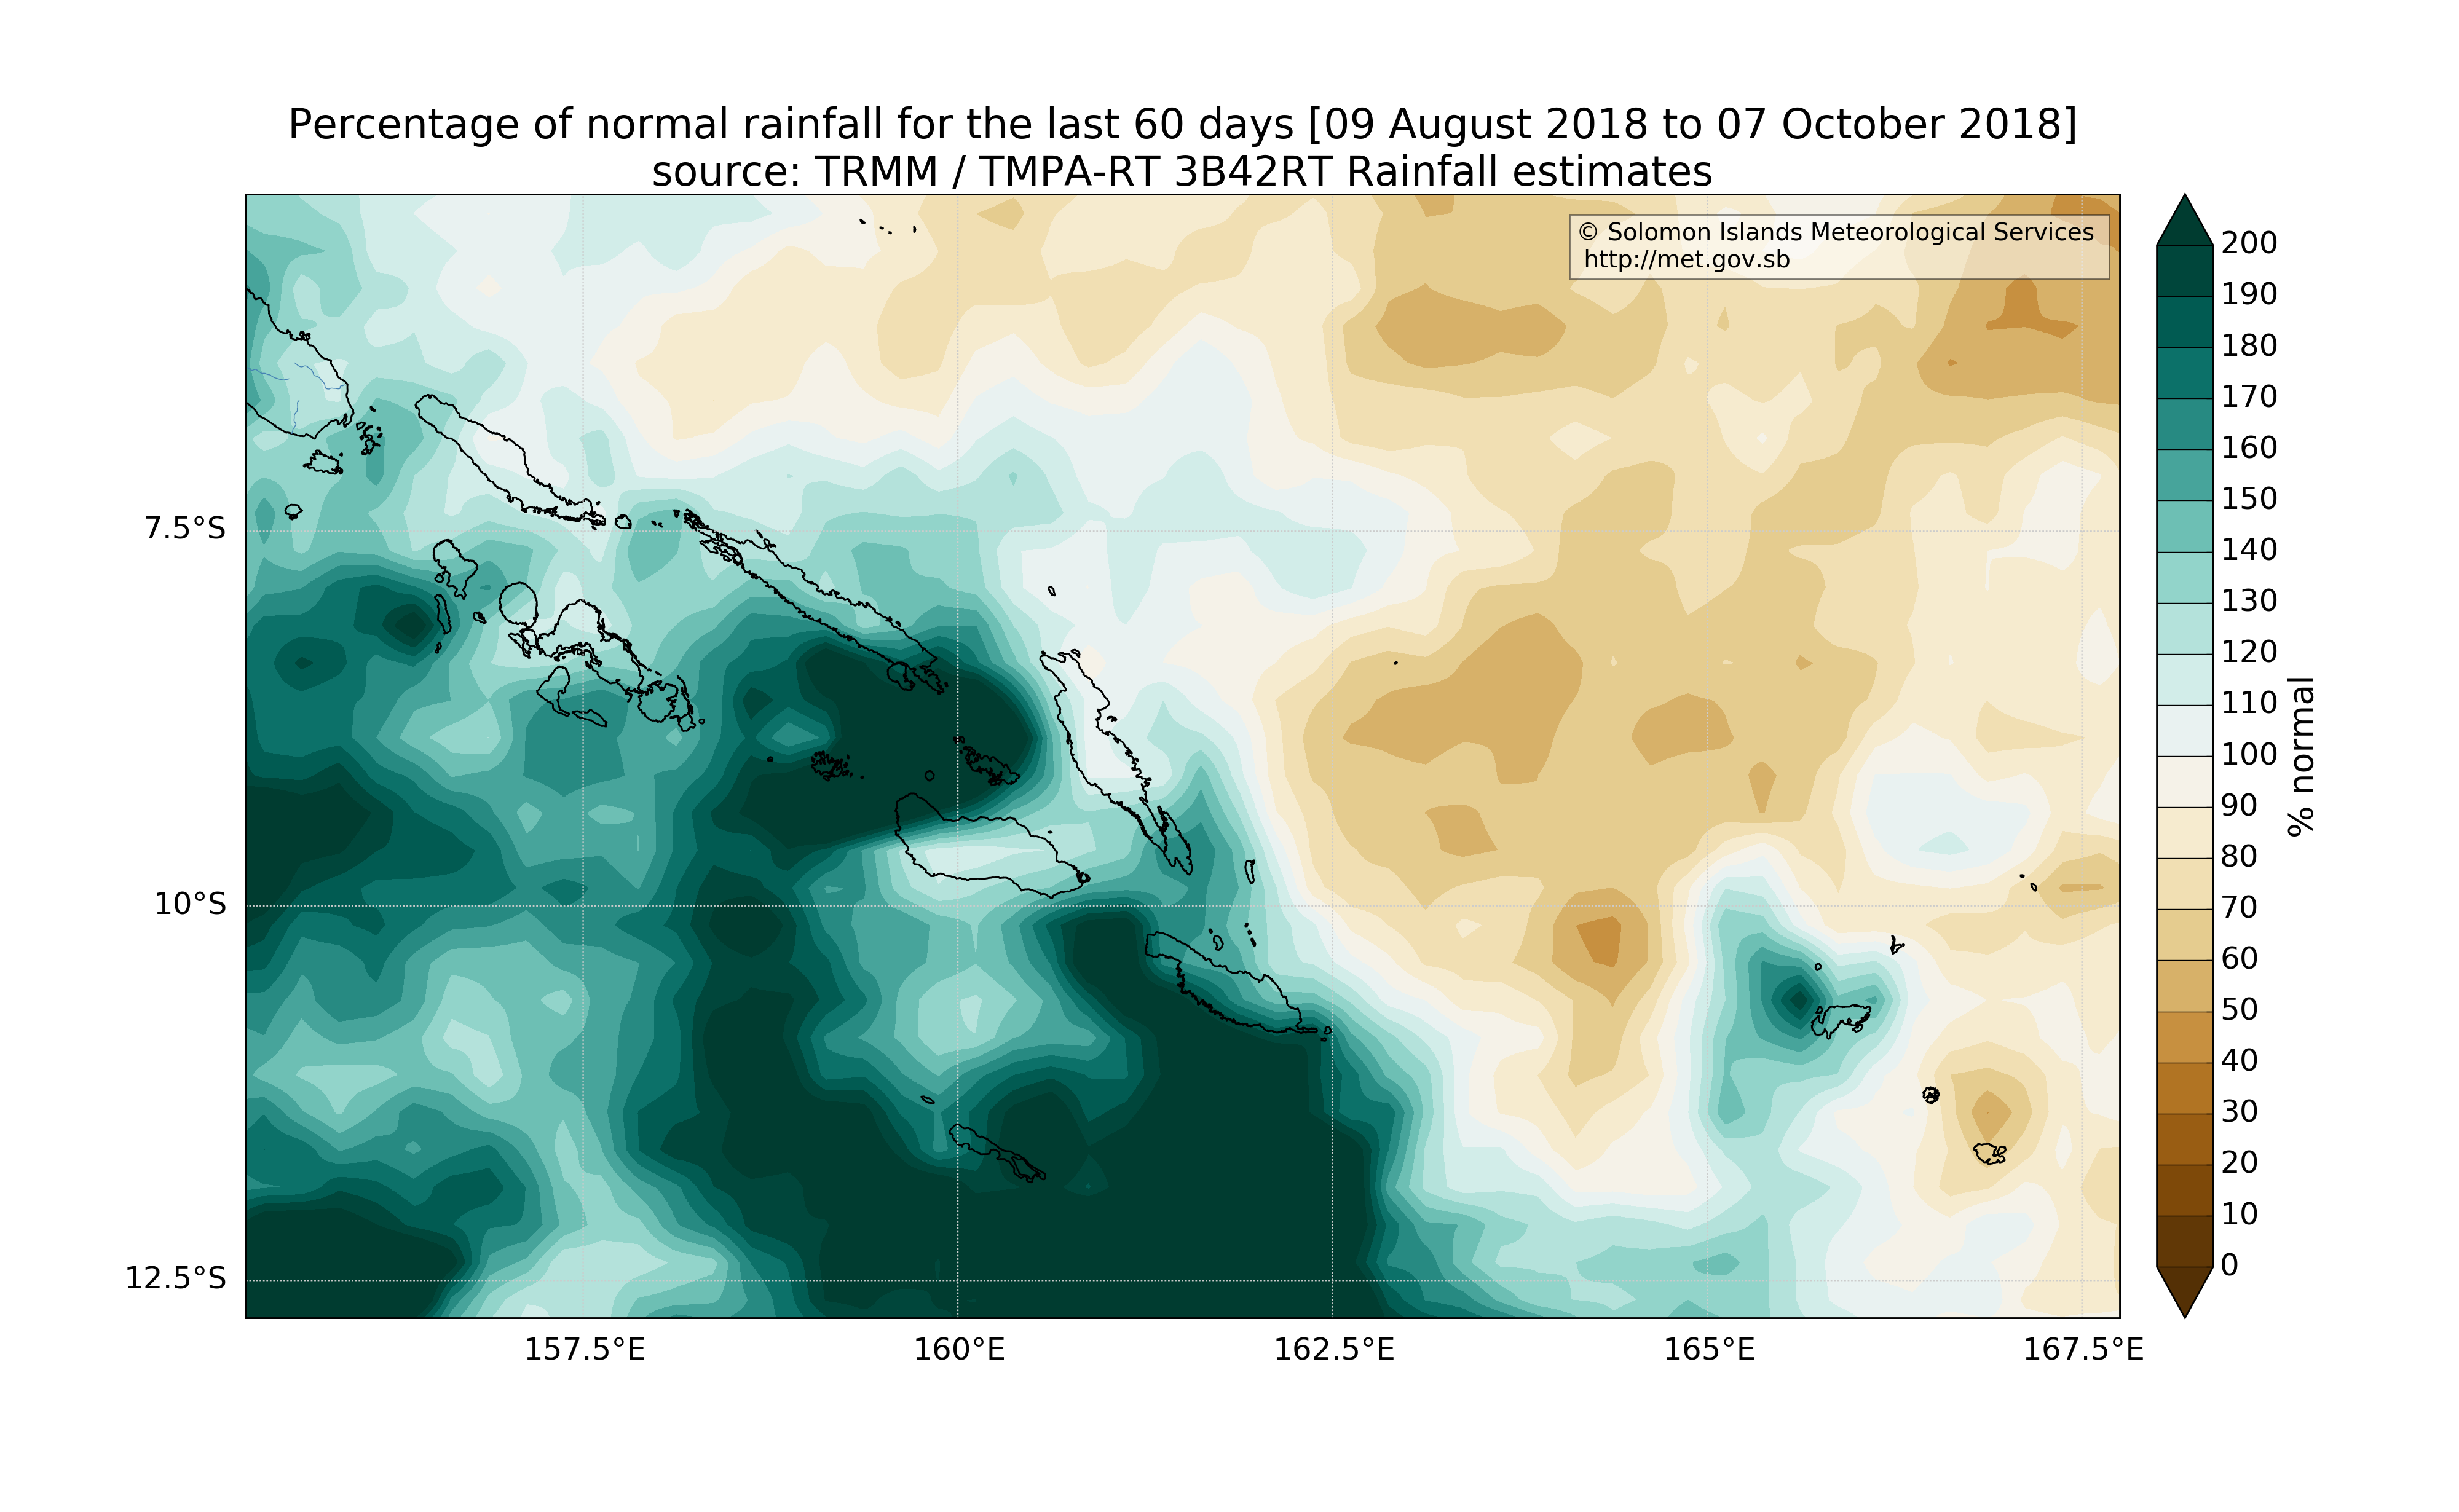 Percentage of normal rainfall for the last 60 days [09 August 2018 to 07 October 2018]
source: TRMM / TMPA-RT 3B42RT Rainfall estimates
© Solomon Islands Meteorological Services
http://met.gov.sb
7.5°S
10°S
12.5°S
157.5°E
160°E
162.5°E
165°E
167.5°E
200
190
180
170
160
150
140
130
120
110
100
90
80
70
60
50
40
30
20
10
0
% normal